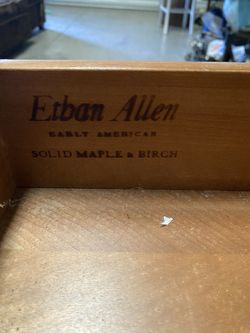 Ethan Allen
EARLY AMERICAN
SOLID MAPLE & BIRCH